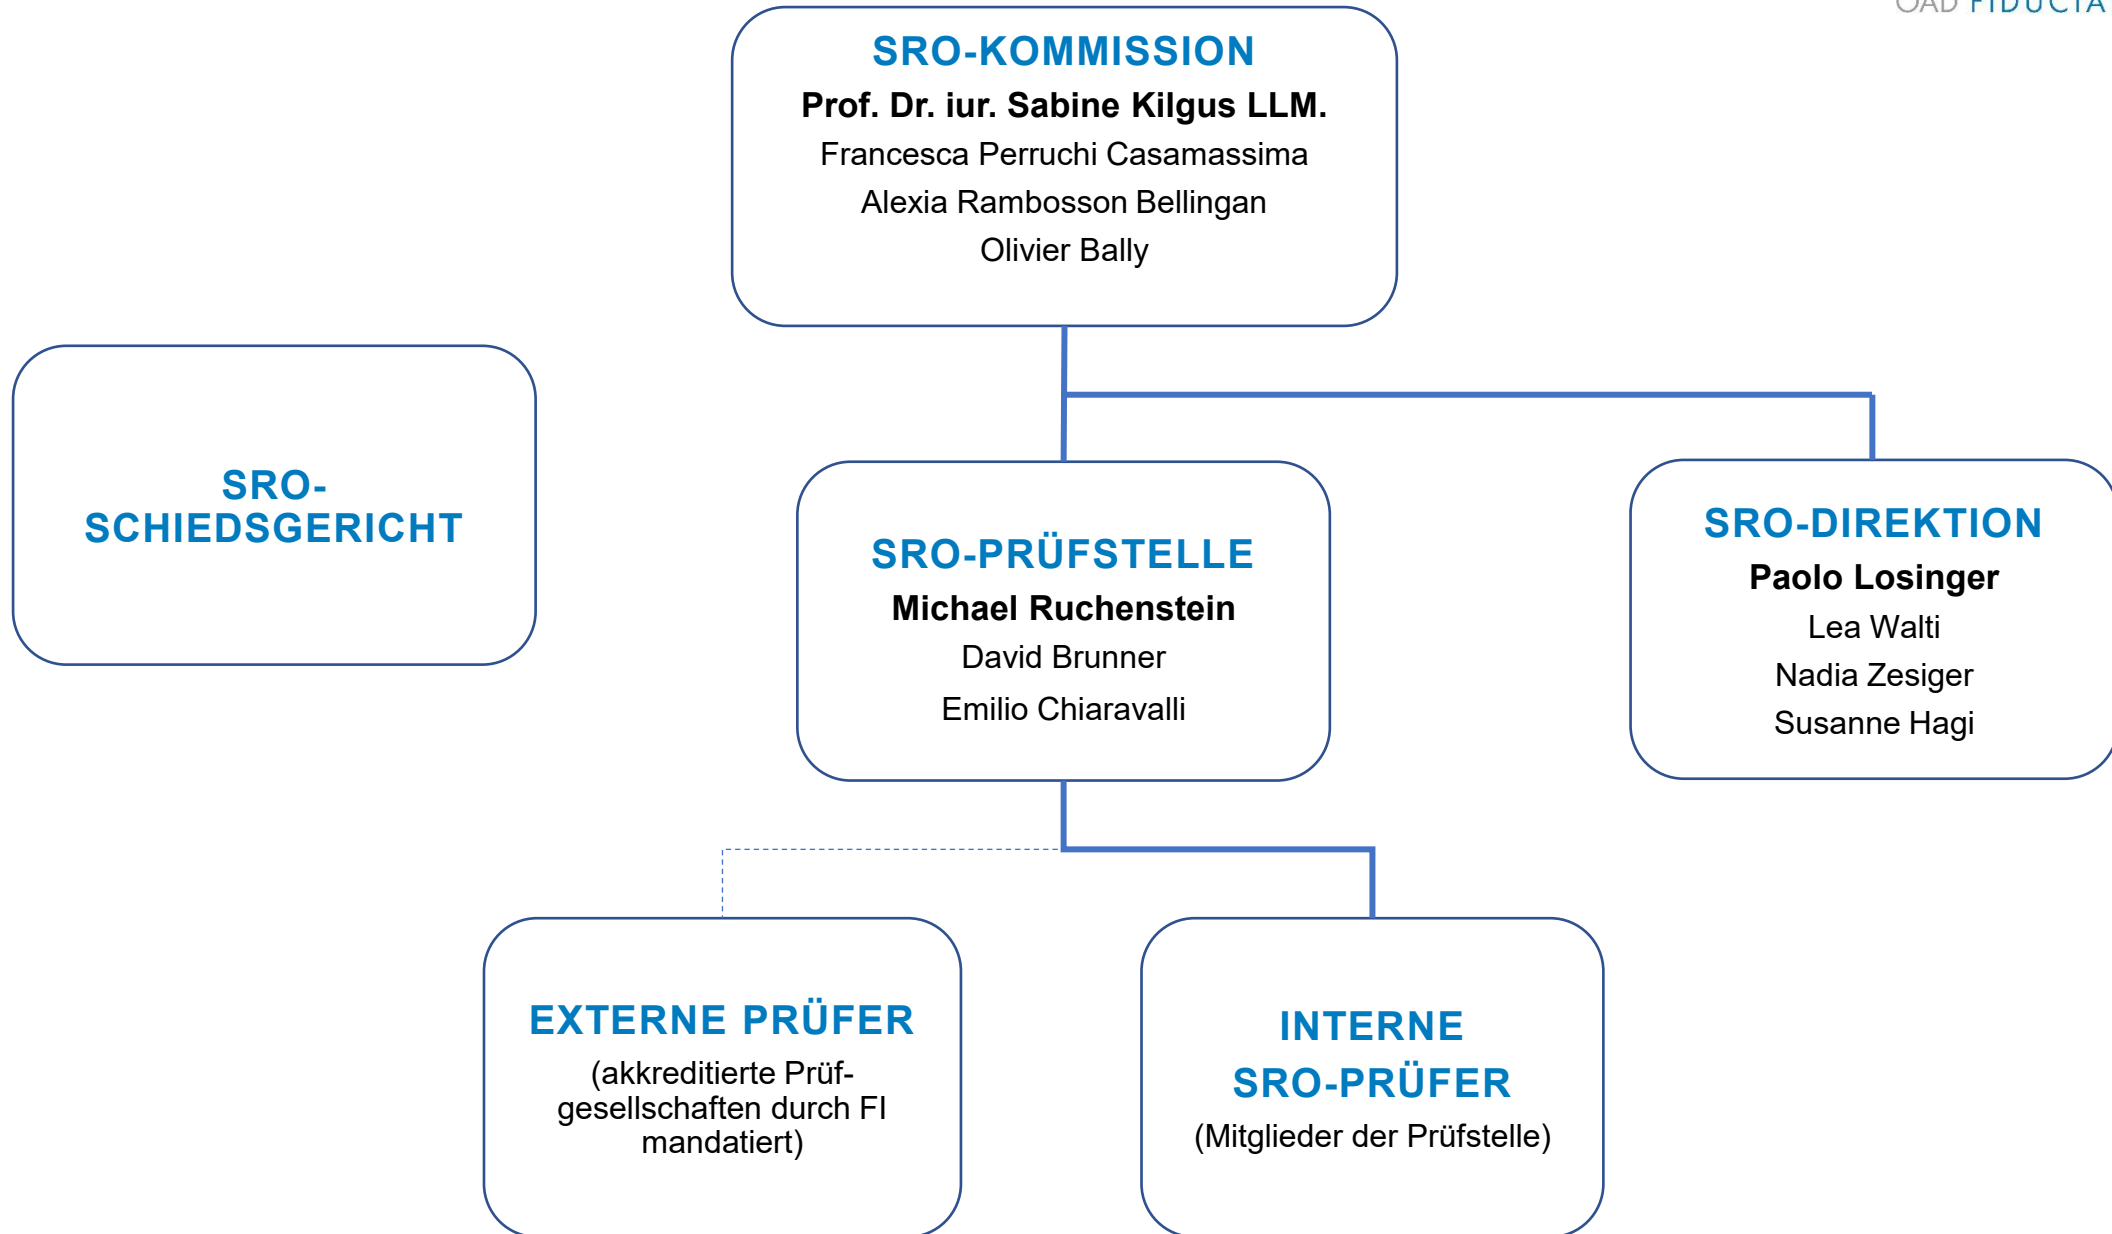 OAD FIDUCIA
SRO-KOMMISSION
Prof. Dr. iur. Sabine Kilgus LLM.
Francesca Perruchi Casamassima
Alexia Rambosson Bellingan
Olivier Bally
SRO-
SCHIEDSGERICHT
SRO-PRÜFSTELLE
Michael Ruchenstein
David Brunner
Emilio Chiaravalli
SRO-DIREKTION
Paolo Losinger
Lea Walti
Nadia Zesiger
Susanne Hagi
EXTERNE PRÜFER
(akkreditierte Prüf-
gesellschaften durch FI
mandatiert)
INTERNE
SRO-PRÜFER
(Mitglieder der Prüfstelle)